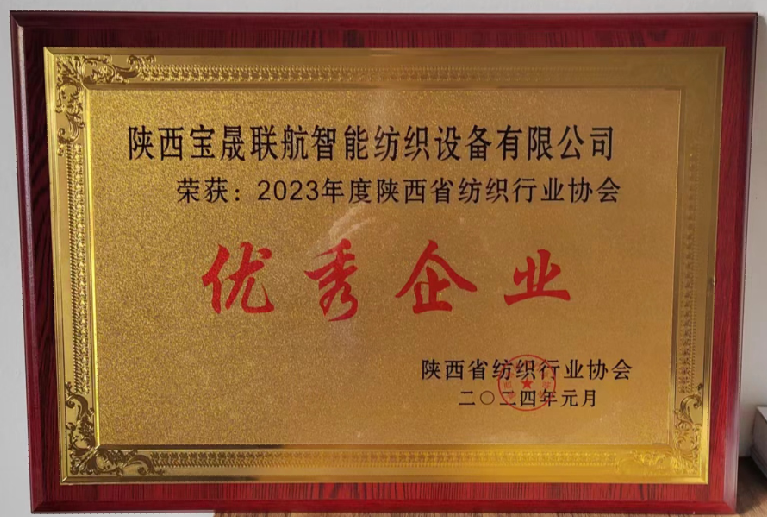 陕西宝晟联航智能纺织设备有限公司
荣获：2023年度陕西省纺织行业协会
优秀企业
陕西省纺织行业协会
二〇二四年元月